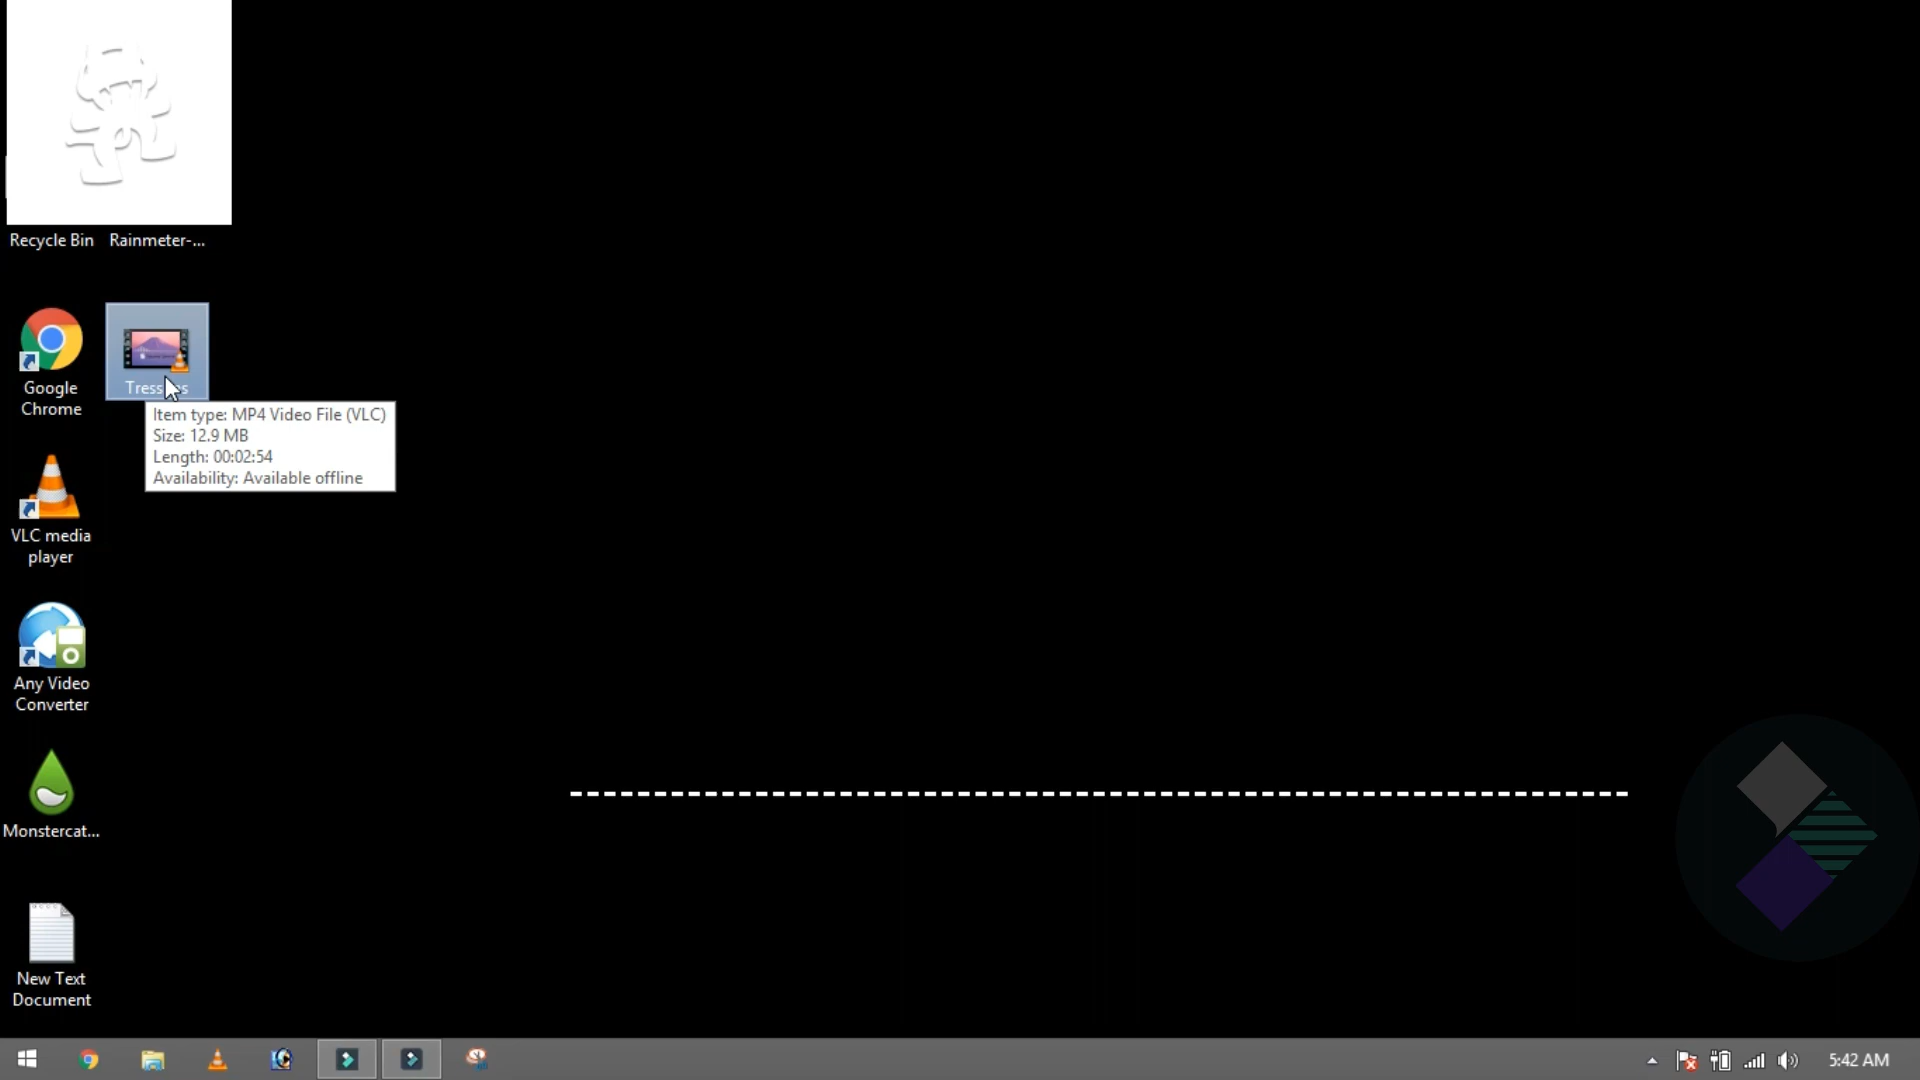 Recycle Bin
Rainmeter-...
Google
Chrome
Item type: MP4 Video File (VLC)
Size: 12.9 MB
Length: 00:02:54
Availability: Available offline
VLC media
player
Any Video
Converter
Monstercat...
New Text
Document
5:42 AM